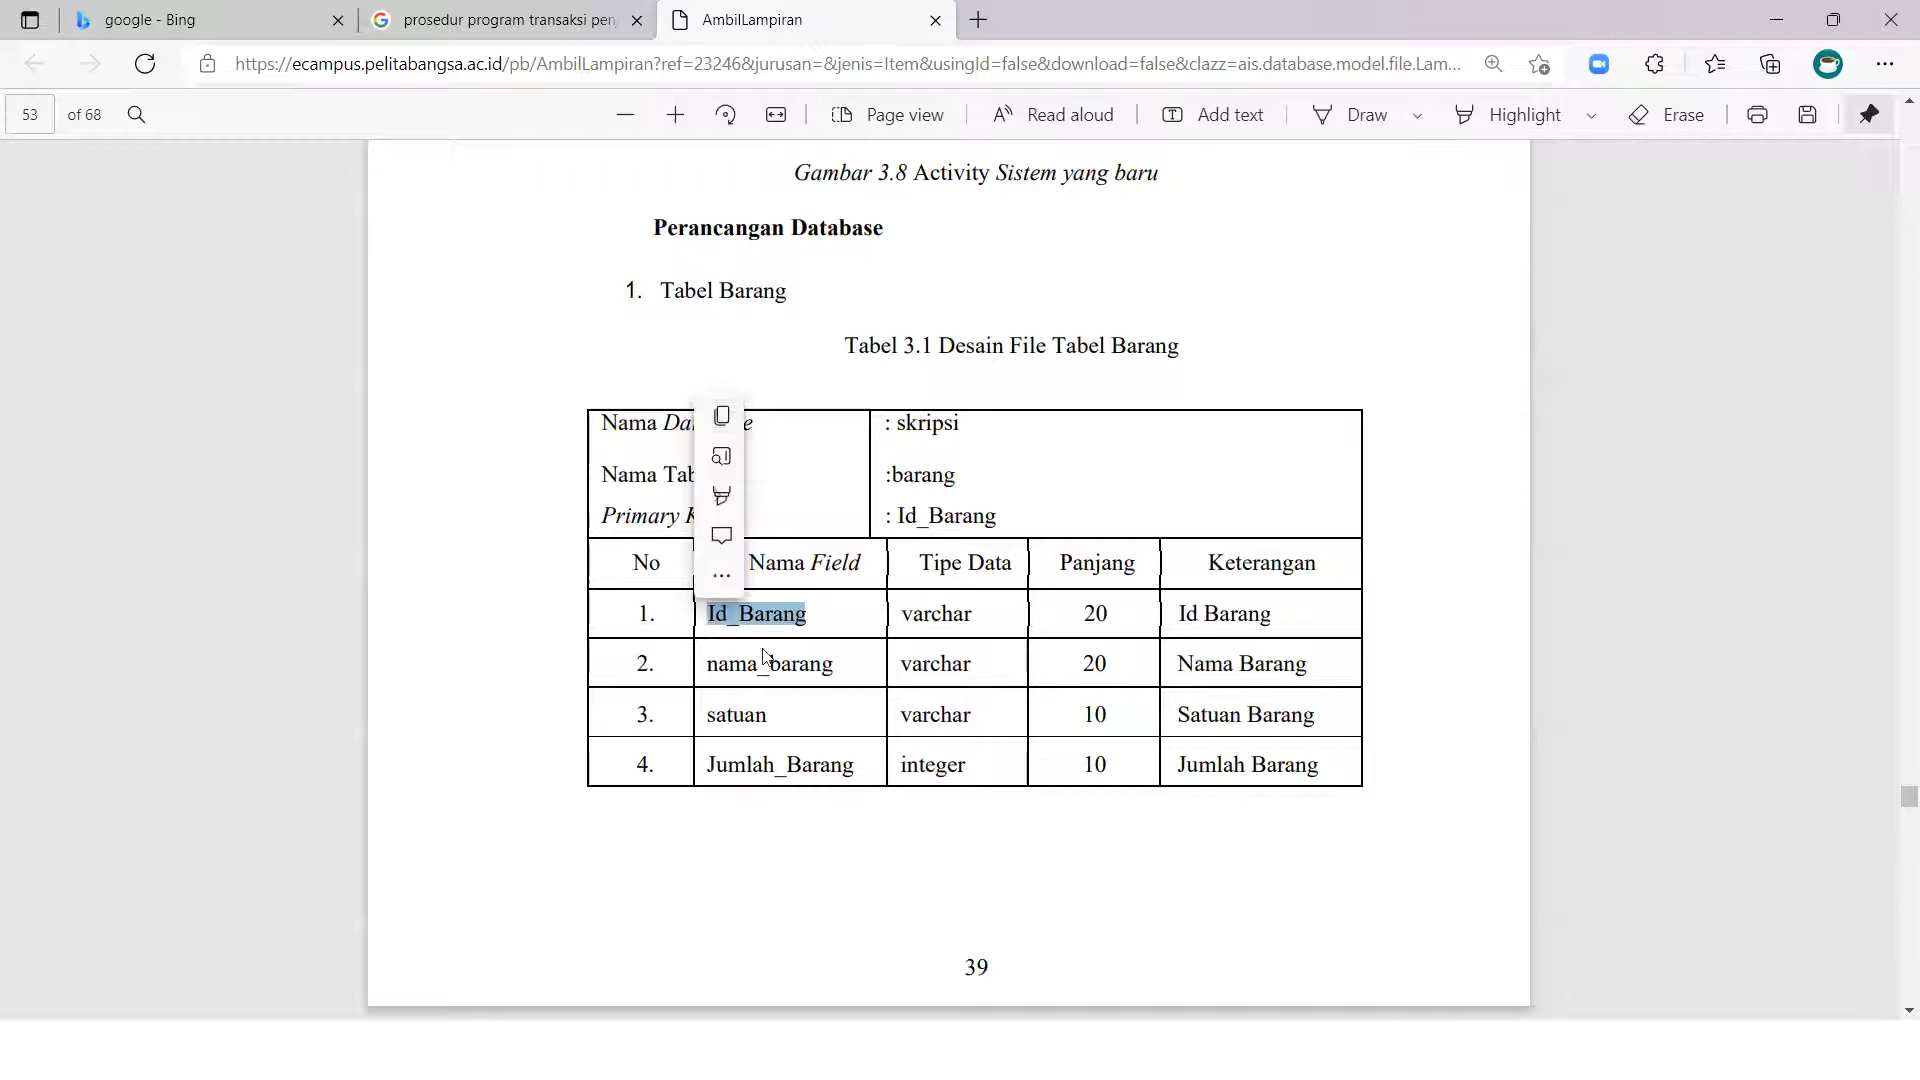 google - Bing
prosedur program transaksi pen
AmbilLampiran
https://ecampus.pelitabangsa.ac.id/pb/AmbilLampiran?ref=23246&jurusan=&jenis=Item&usingId=false&download=false&clazz=ais.database.model.file.Lam...
53 of 68 Page view Read aloud Add text Draw Highlight Erase
Gambar 3.8 Activity Sistem yang baru
Perancangan Database
1. Tabel Barang
Tabel 3.1 Desain File Tabel Barang
Nama Da e : skripsi
Nama Tab :barang
Primary K : Id_Barang
No Nama Field Tipe Data Panjang Keterangan
1. Id_Barang varchar 20 Id Barang
2. nama_barang varchar 20 Nama Barang
3. satuan varchar 10 Satuan Barang
4. Jumlah_Barang integer 10 Jumlah Barang
39